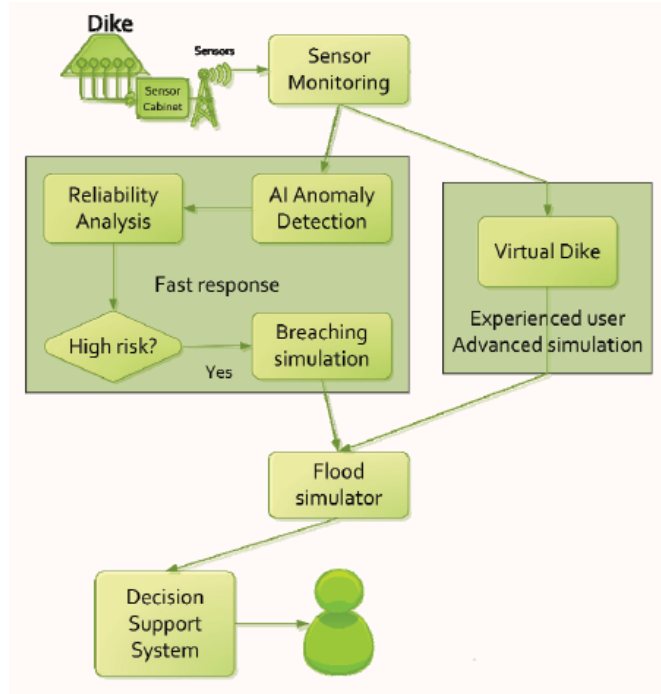 Dike
Sensors
Sensor
Cabinet
Sensor
Monitoring
Reliability
Analysis
AI Anomaly
Detection
Fast response
High risk?
Yes
Breaching
simulation
Virtual Dike
Experienced user
Advanced simulation
Flood
simulator
Decision
Support
System